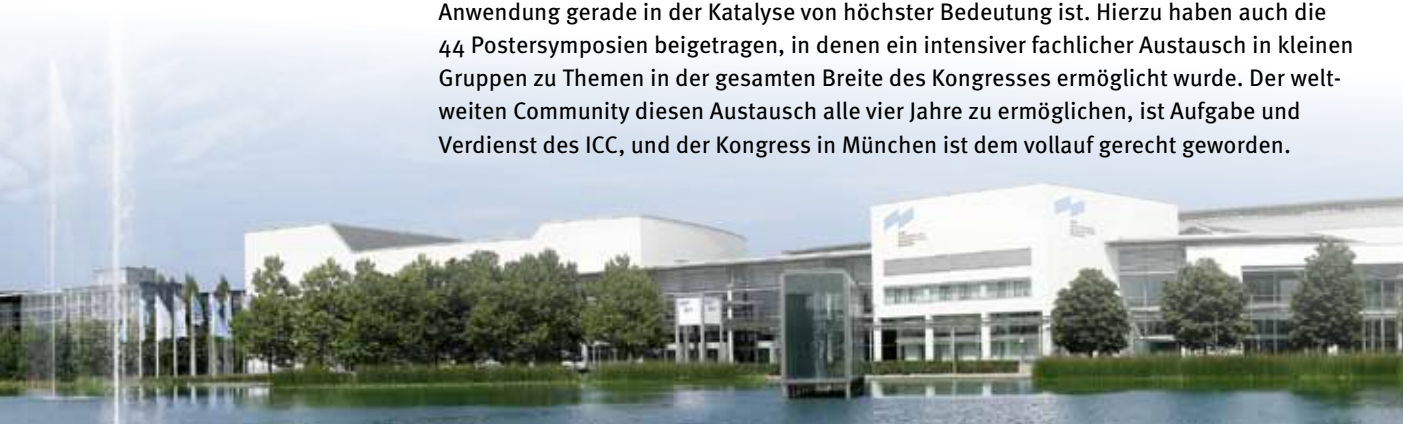 Anwendung gerade in der Katalyse von höchster Bedeutung ist. Hierzu haben auch die
44 Postersymposien beigetragen, in denen ein intensiver fachlicher Austausch in kleinen
Gruppen zu Themen in der gesamten Breite des Kongresses ermöglicht wurde. Der welt-
weiten Community diesen Austausch alle vier Jahre zu ermöglichen, ist Aufgabe und
Verdienst des ICC, und der Kongress in München ist dem vollauf gerecht geworden.